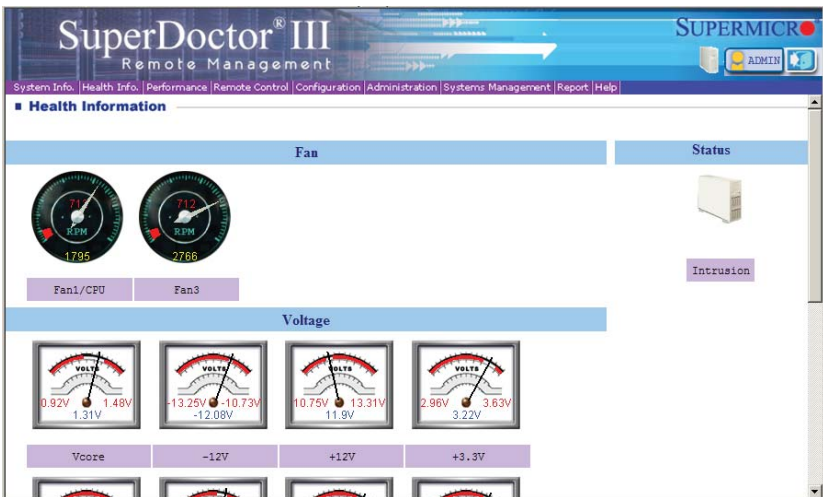 SuperDoctor® III
Remote Management
SUPERMICRO®
ADMIN
System Info. Health Info. Performance Remote Control Configuration Administration Systems Management Report Help
Health Information
Fan
Status
712 712
RPM RPM
1795 2766
Fan1/CPU Fan3
Intrusion
Voltage
VOLTS VOLTS VOLTS VOLTS
0.92V 1.48V -13.25V -10.73V 10.75V 13.31V 2.96V 3.63V
1.31V -12.08V 11.9V 3.22V
Vcore -12V +12V +3.3V